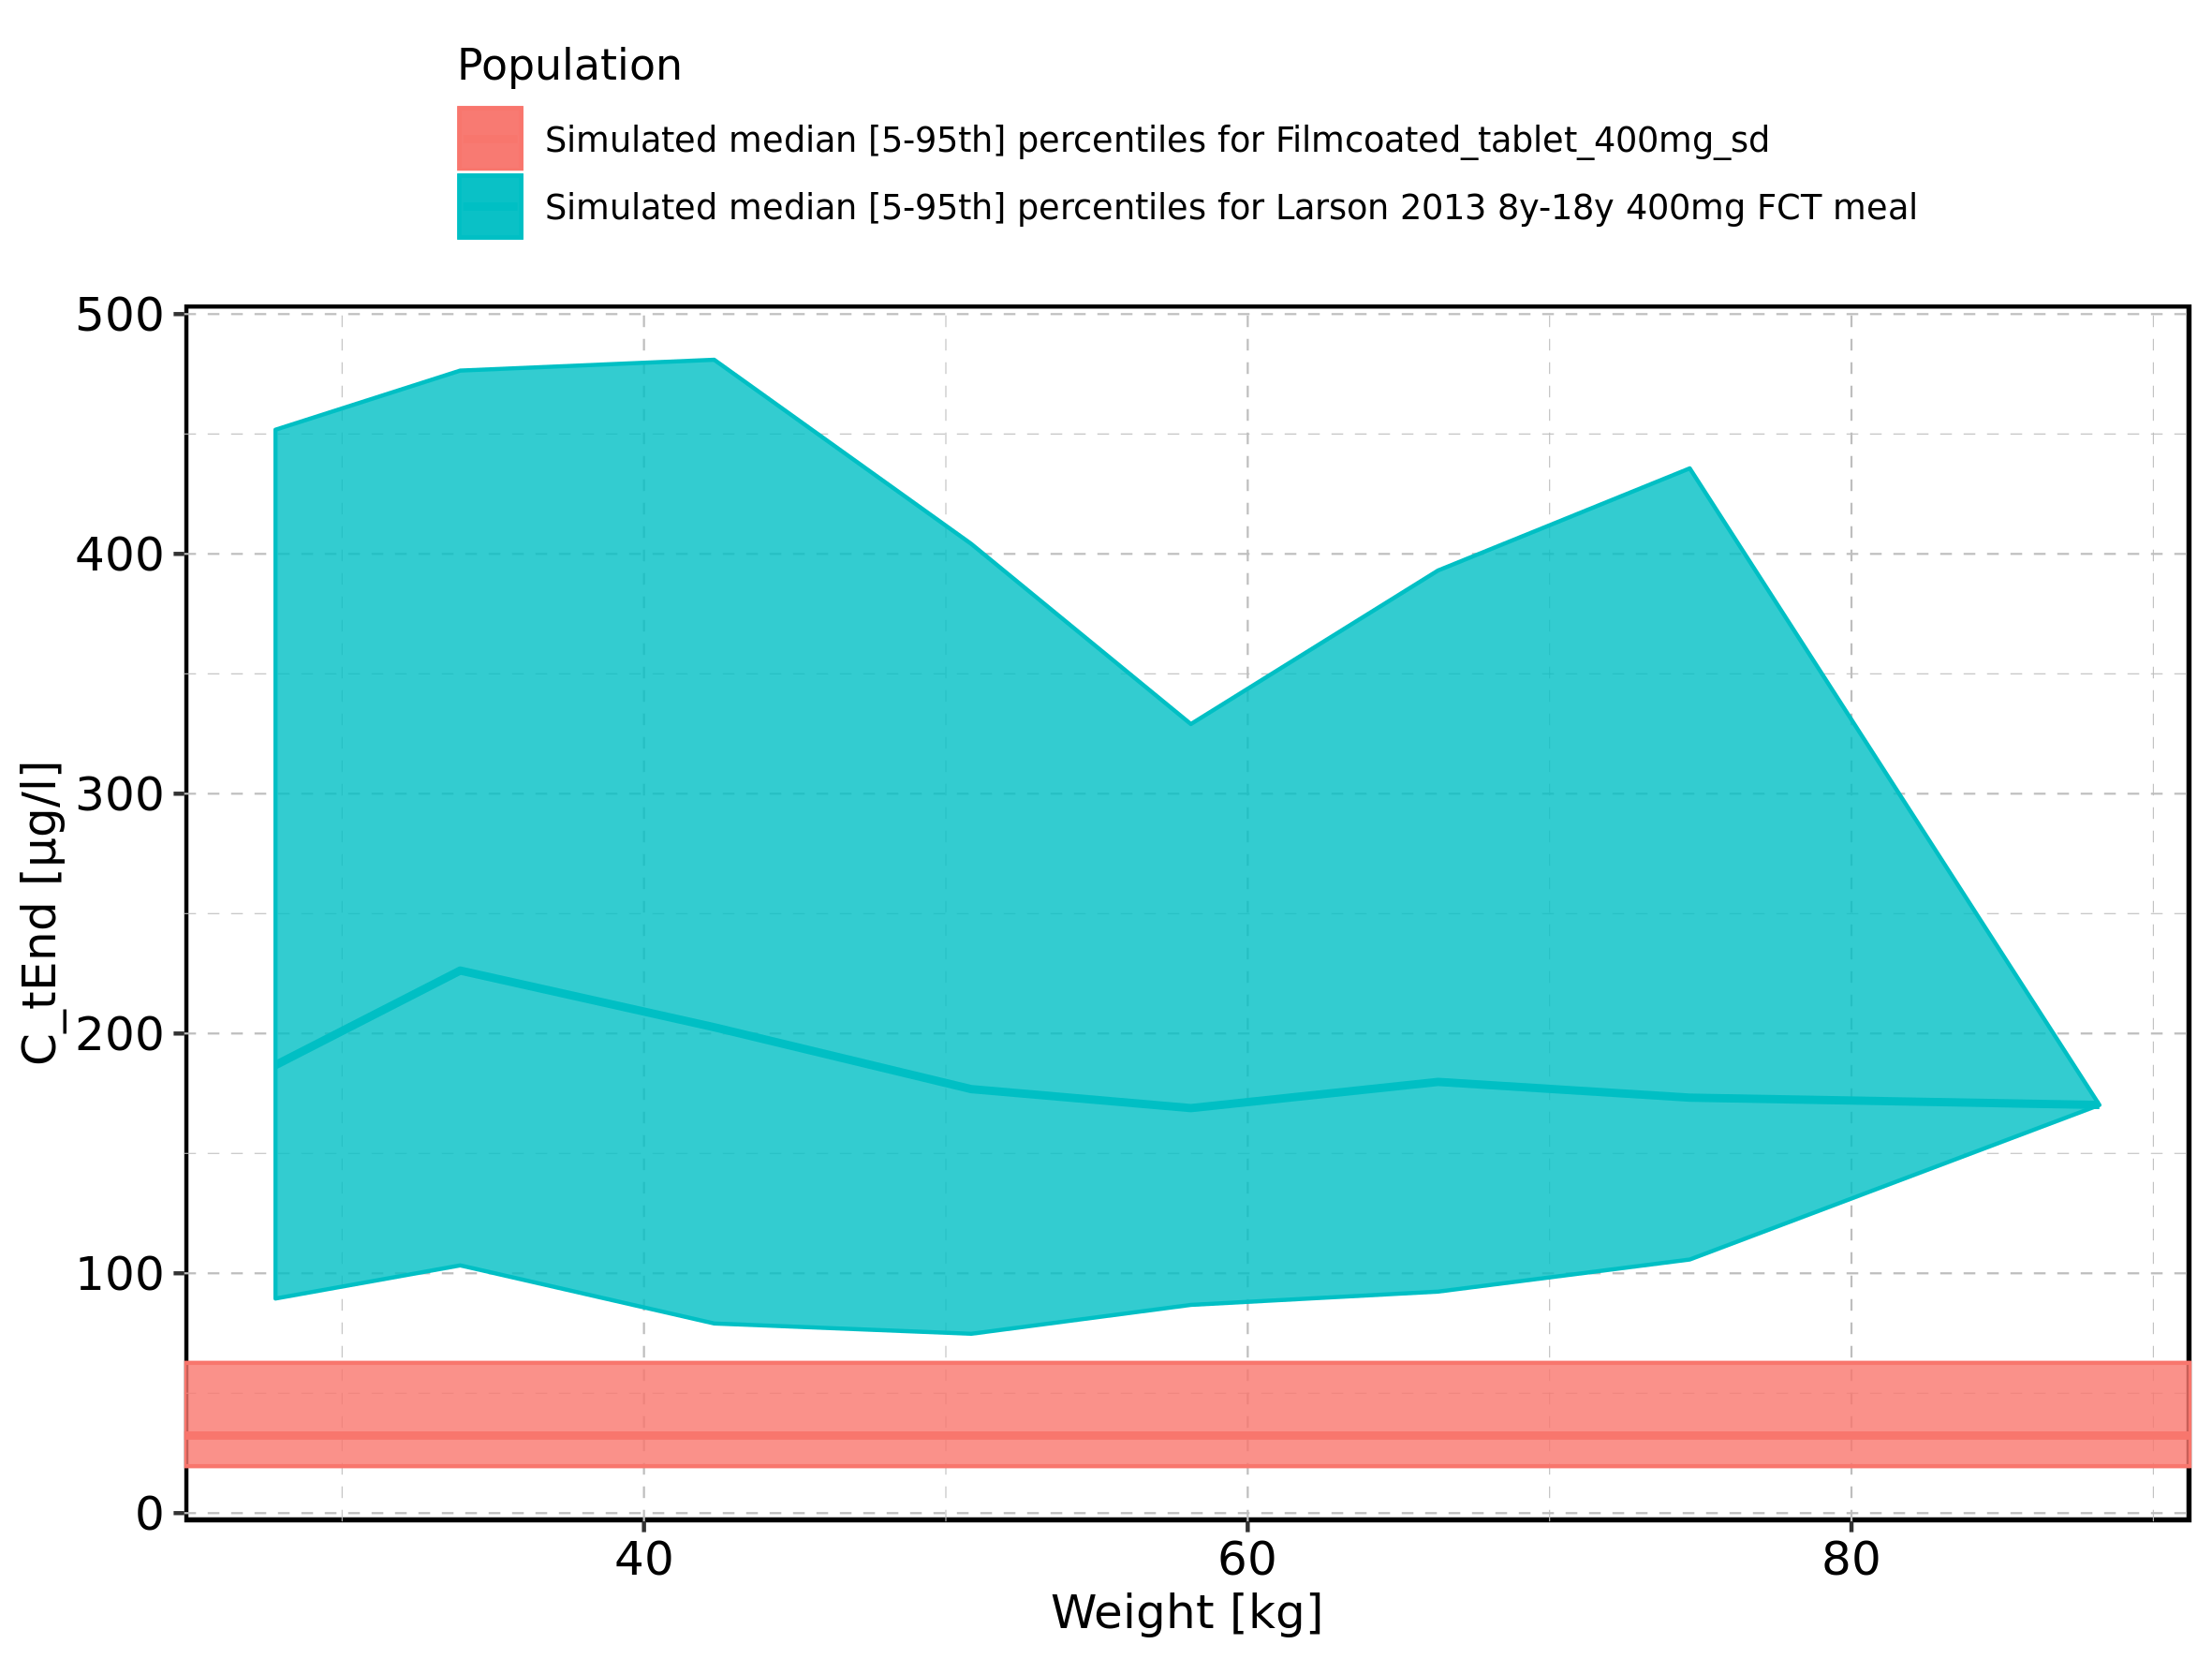 Population
Simulated median [5-95th] percentiles for Filmcoated_tablet_400mg_sd
Simulated median [5-95th] percentiles for Larson 2013 8y-18y 400mg FCT meal
500
400
300
200
100
0
C_tEnd [µg/l]
40 60 80
Weight [kg]